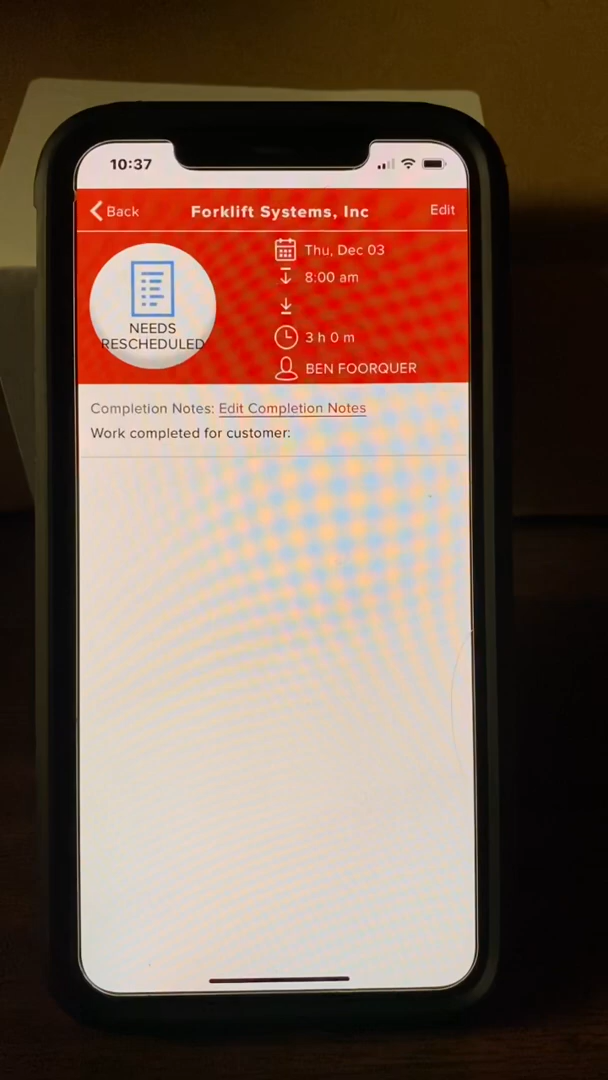 10:37
Back Forklift Systems, Inc Edit
Thu, Dec 03
8:00 am
NEEDS
RESCHEDULED
3 h 0 m
BEN FOORQUER
Completion Notes: Edit Completion Notes
Work completed for customer: